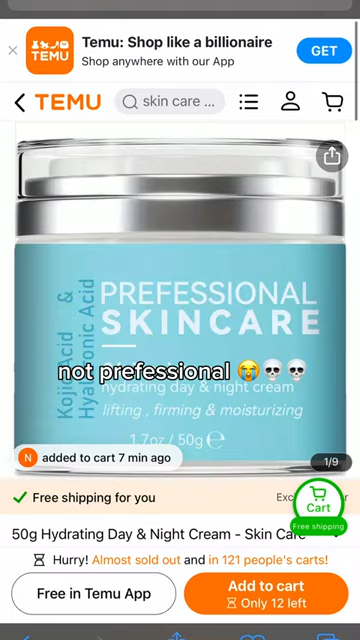 TEMU
Temu: Shop like a billionaire
Shop anywhere with our App
GET
TEMU
skin care ...
Kojic Acid &
Hyaluronic Acid
PREFESSIONAL
SKINCARE
not prefessional 😭💀💀
hydrating day & night cream
lifting , firming & moisturizing
1.7oz / 50g ℮
N added to cart 7 min ago
1/9
Free shipping for you
Exc
Cart
Free shipping
50g Hydrating Day & Night Cream - Skin Care
Hurry! Almost sold out and in 121 people's carts!
Free in Temu App
Add to cart
Only 12 left